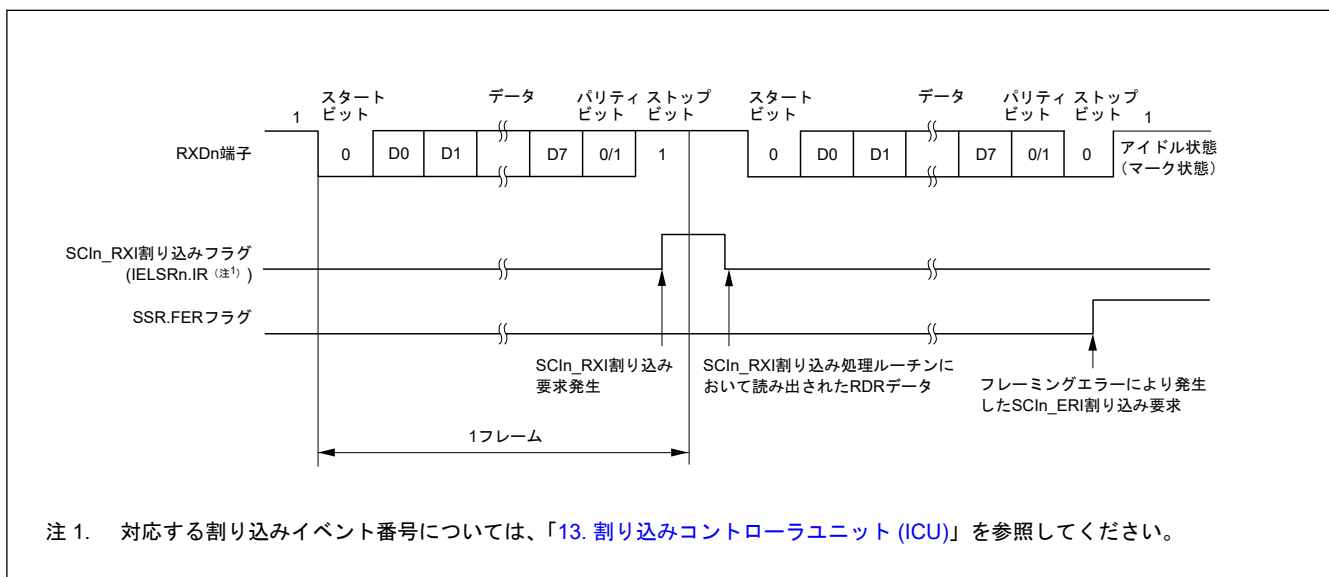 スタート
ビット
データ
パリティ
ビット
ストップ
ビット
スタート
ビット
データ
パリティ
ビット
ストップ
ビット
1
1
RXDn端子
0
D0
D1
D7
0/1
1
0
D0
D1
D7
0/1
0
アイドル状態
(マーク状態)
SCIn_RXI割り込みフラグ
(IELSRn.IR (注1) )
SSR.FERフラグ
SCIn_RXI割り込み
要求発生
SCIn_RXI割り込み処理ルーチンに
おいて読み出されたRDRデータ
フレーミングエラーにより発生
したSCIn_ERI割り込み要求
1フレーム
注 1. 対応する割り込みイベント番号については、「13. 割り込みコントローラユニット (ICU)」を参照してください。